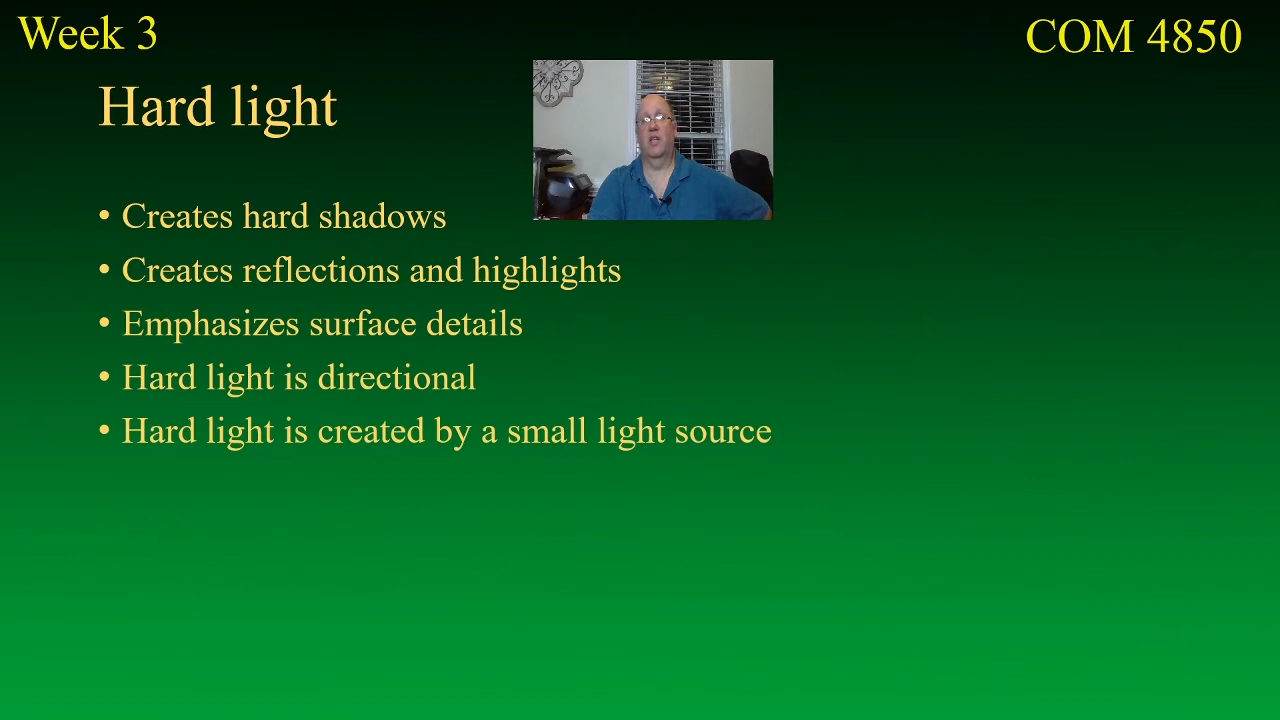 Week 3
COM 4850
Hard light
• Creates hard shadows
• Creates reflections and highlights
• Emphasizes surface details
• Hard light is directional
• Hard light is created by a small light source